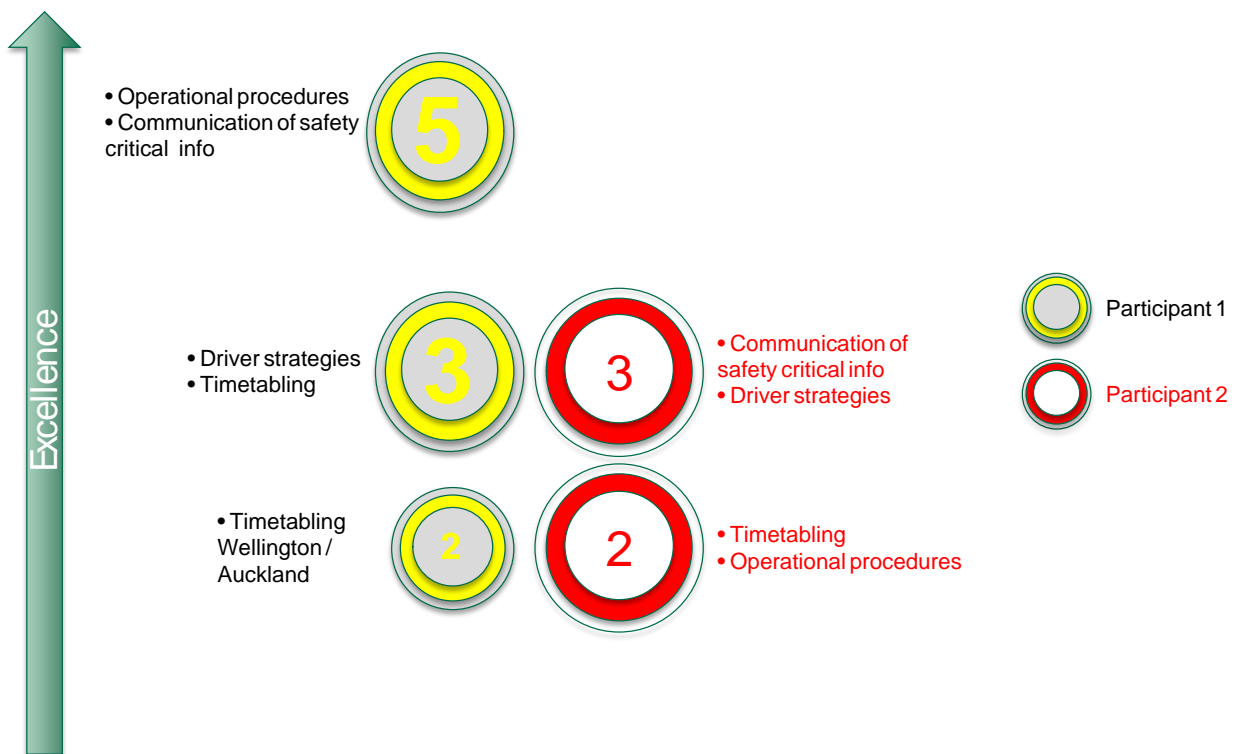 • Operational procedures
• Communication of safety
critical info
5
Excellence
• Driver strategies
• Timetabling
3
3
• Communication of
safety critical info
• Driver strategies
Participant 1
Participant 2
• Timetabling
Wellington /
Auckland
2
2
• Timetabling
• Operational procedures